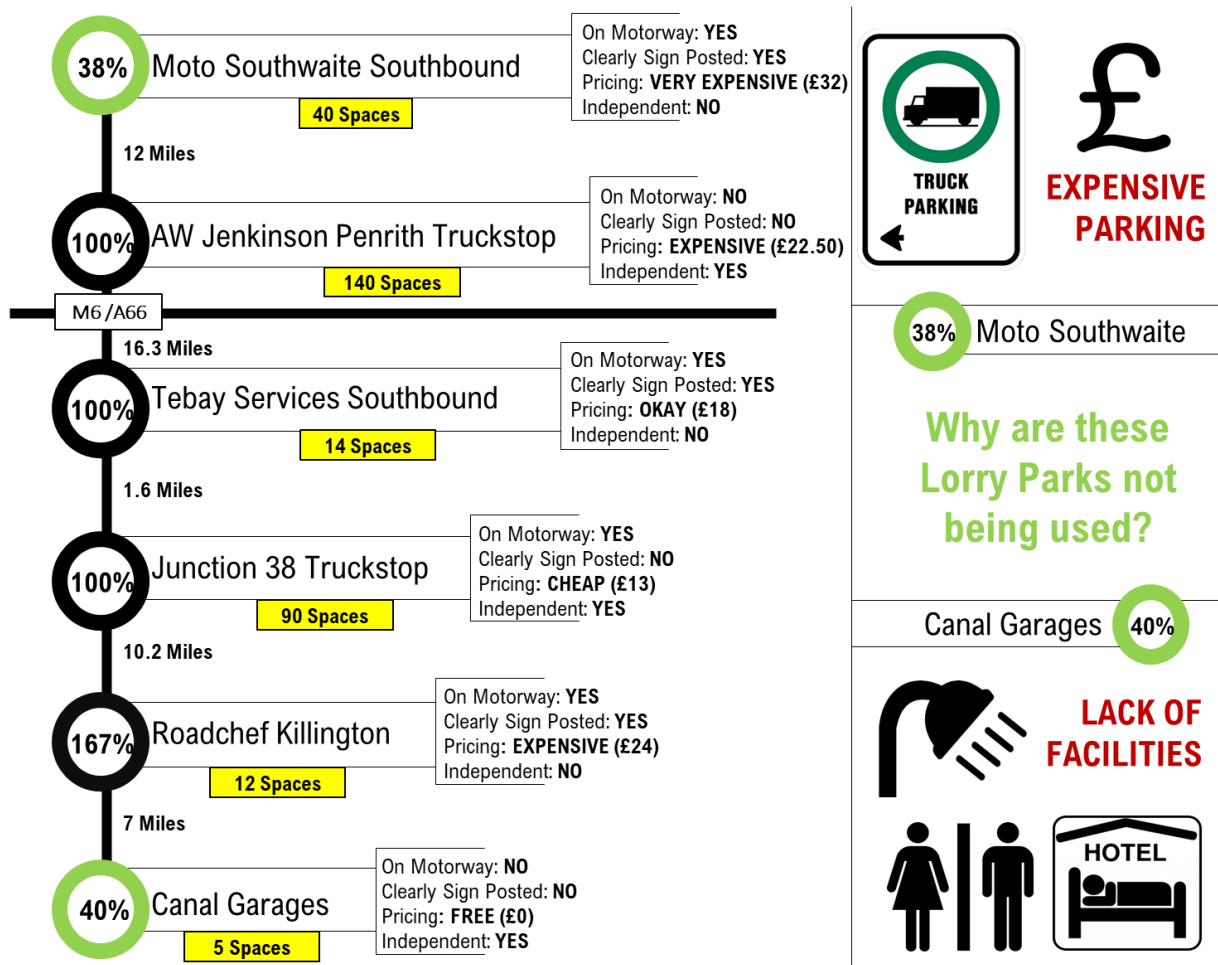 38%
Moto Southwaite Southbound
On Motorway: YES
Clearly Sign Posted: YES
Pricing: VERY EXPENSIVE (£32)
Independent: NO
40 Spaces
12 Miles
100%
AW Jenkinson Penrith Truckstop
On Motorway: NO
Clearly Sign Posted: NO
Pricing: EXPENSIVE (£22.50)
Independent: YES
140 Spaces
M6 /A66
16.3 Miles
100%
Tebay Services Southbound
On Motorway: YES
Clearly Sign Posted: YES
Pricing: OKAY (£18)
Independent: NO
14 Spaces
1.6 Miles
100%
Junction 38 Truckstop
On Motorway: YES
Clearly Sign Posted: NO
Pricing: CHEAP (£13)
Independent: YES
90 Spaces
10.2 Miles
167%
Roadchef Killington
On Motorway: YES
Clearly Sign Posted: YES
Pricing: EXPENSIVE (£24)
Independent: NO
12 Spaces
7 Miles
40%
Canal Garages
On Motorway: NO
Clearly Sign Posted: NO
Pricing: FREE (£0)
Independent: YES
5 Spaces
TRUCK
PARKING
£
EXPENSIVE
PARKING
38%
Moto Southwaite
Why are these
Lorry Parks not
being used?
Canal Garages
40%
LACK OF
FACILITIES
HOTEL